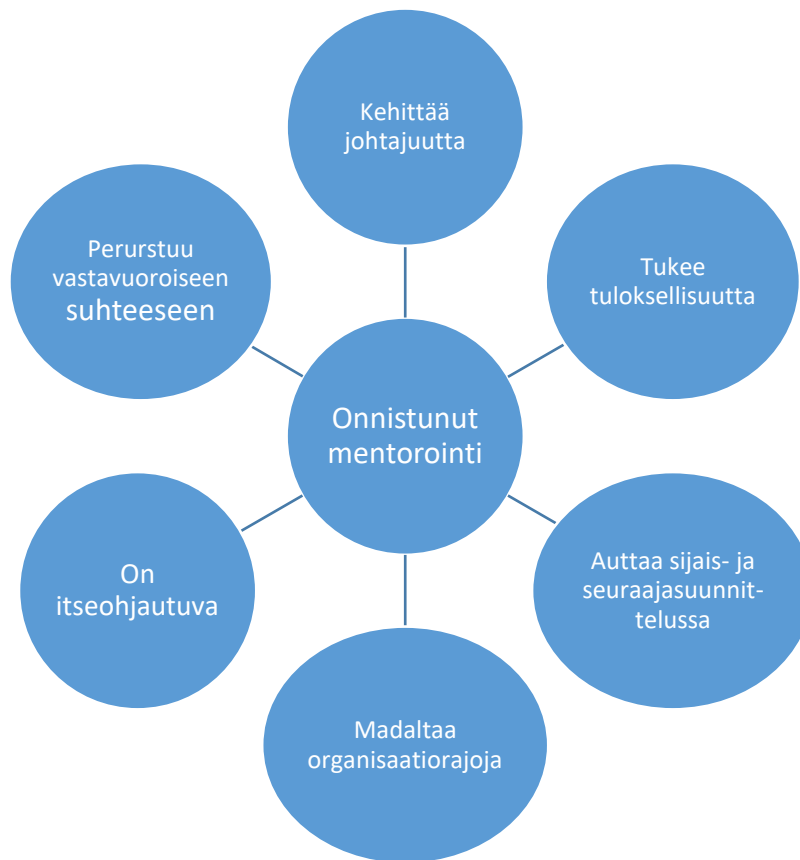 Kehittää
johtajuutta
Perurstuu
vastavuoroiseen
suhteeseen
Tukee
tuloksellisuutta
Onnistunut
mentorointi
On
itseohjautuva
Auttaa sijais- ja
seuraajasuunnit-
telussa
Madaltaa
organisaatiorajoja